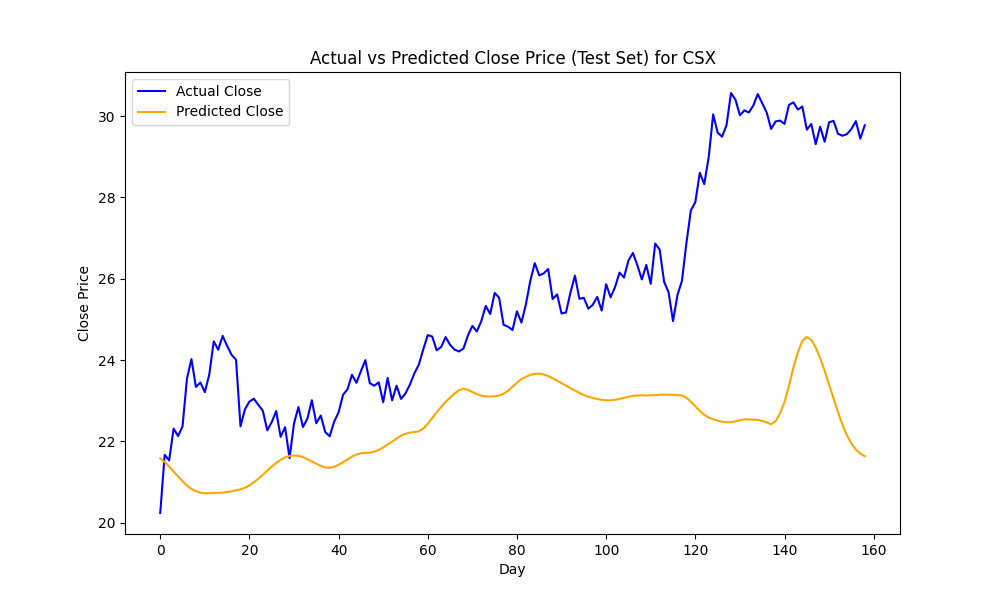 Actual vs Predicted Close Price (Test Set) for CSX
Actual Close
Predicted Close
Close Price
30
28
26
24
22
20
0 20 40 60 80 100 120 140 160
Day